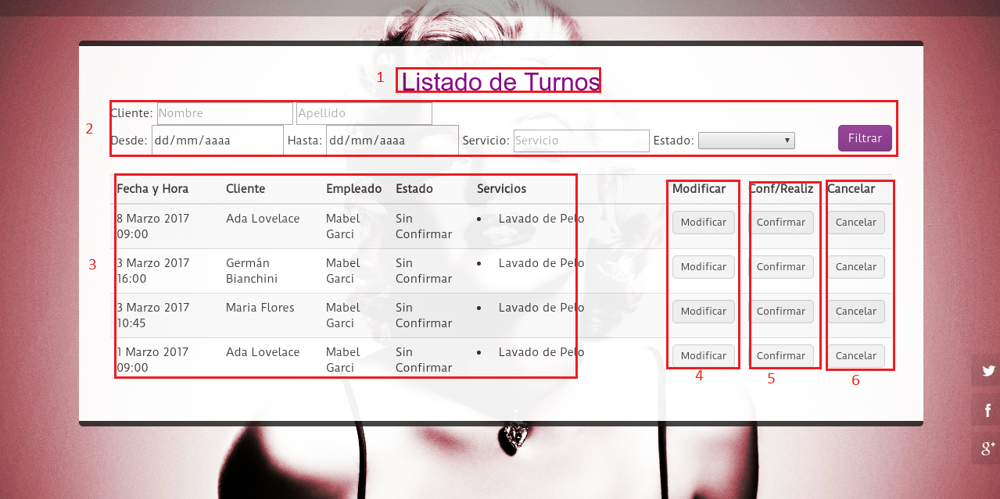 1 Listado de Turnos
2 Cliente: Nombre Apellido
Desde: dd/mm/aaaa Hasta: dd/mm/aaaa Servicio: Servicio Estado: Filtrar
Fecha y Hora Cliente Empleado Estado Servicios Modificar Conf/Realiz Cancelar
8 Marzo 2017 Ada Lovelace Mabel Sin • Lavado de Pelo Modificar Confirmar Cancelar
09:00 Garci Confirmar
3 3 Marzo 2017 Germán Mabel Sin • Lavado de Pelo Modificar Confirmar Cancelar
16:00 Bianchini Garci Confirmar
3 Marzo 2017 Maria Flores Mabel Sin • Lavado de Pelo Modificar Confirmar Cancelar
10:45 Garci Confirmar
1 Marzo 2017 Ada Lovelace Mabel Sin • Lavado de Pelo Modificar Confirmar Cancelar
09:00 Garci Confirmar
4 5 6
f
g+